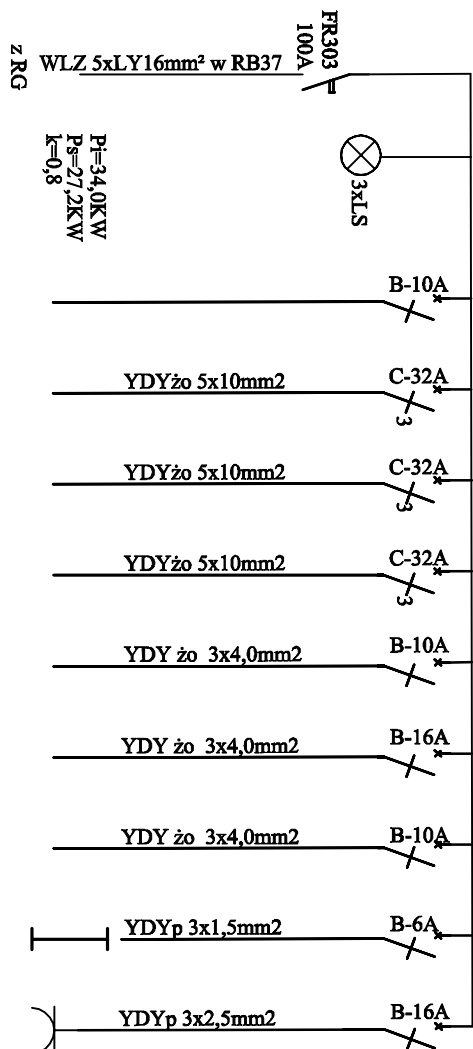 FR303
100A
z RG
WLZ 5xLY16mm² w RB37
3xLS
Pi=34,0KW
Ps=27,2KW
k=0,8
B-10A
YDYżo 5x10mm2
C-32A
3
YDYżo 5x10mm2
C-32A
3
YDYżo 5x10mm2
C-32A
3
YDY żo 3x4,0mm2
B-10A
YDY żo 3x4,0mm2
B-16A
YDY żo 3x4,0mm2
B-10A
YDYp 3x1,5mm2
B-6A
YDYp 3x2,5mm2
B-16A